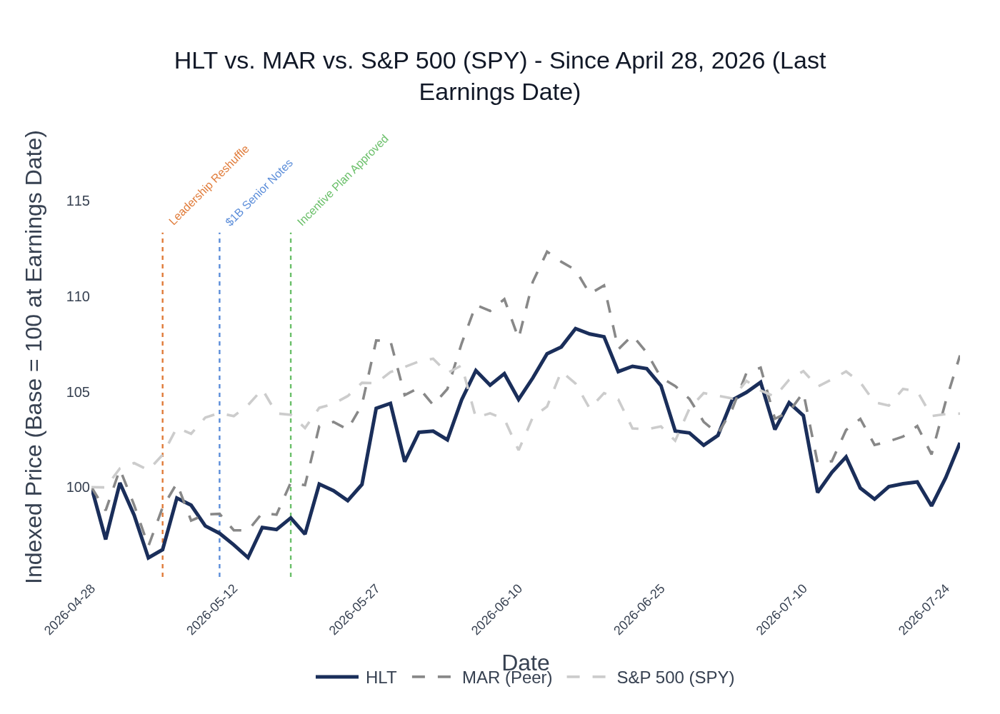 HLT vs. MAR vs. S&P 500 (SPY) - Since April 28, 2026 (Last
Earnings Date)
Indexed Price (Base = 100 at Earnings Date)
Leadership Reshuffle
$1B Senior Notes
Incentive Plan Approved
115
110
105
100
2026-04-28
2026-05-12
2026-05-27
2026-06-10
2026-06-25
2026-07-10
2026-07-24
Date
HLT
MAR (Peer)
S&P 500 (SPY)